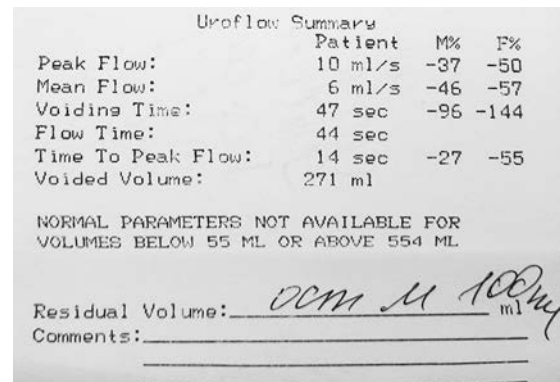 Uroflow Summary
Patient M% F%
Peak Flow: 10 ml/s -37 -50
Mean Flow: 6 ml/s -46 -57
Voiding Time: 47 sec -96 -144
Flow Time: 44 sec
Time To Peak Flow: 14 sec -27 -55
Voided Volume: 271 ml
NORMAL PARAMETERS NOT AVAILABLE FOR
VOLUMES BELOW 55 ML OR ABOVE 554 ML
Residual Volume: ост м 100 ml
Comments: